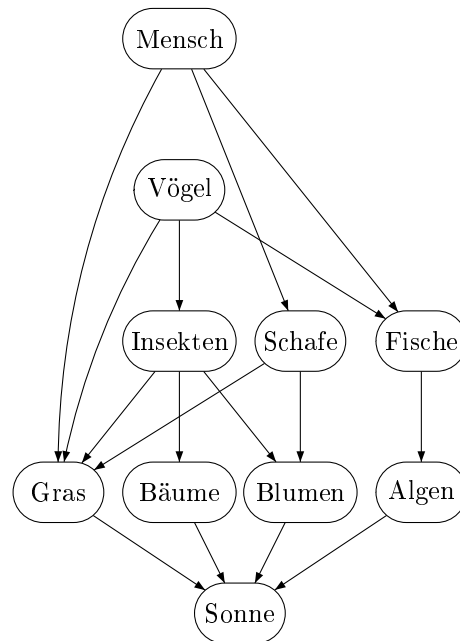 Mensch
Vögel
Insekten
Schafe
Fische
Gras
Bäume
Blumen
Algen
Sonne